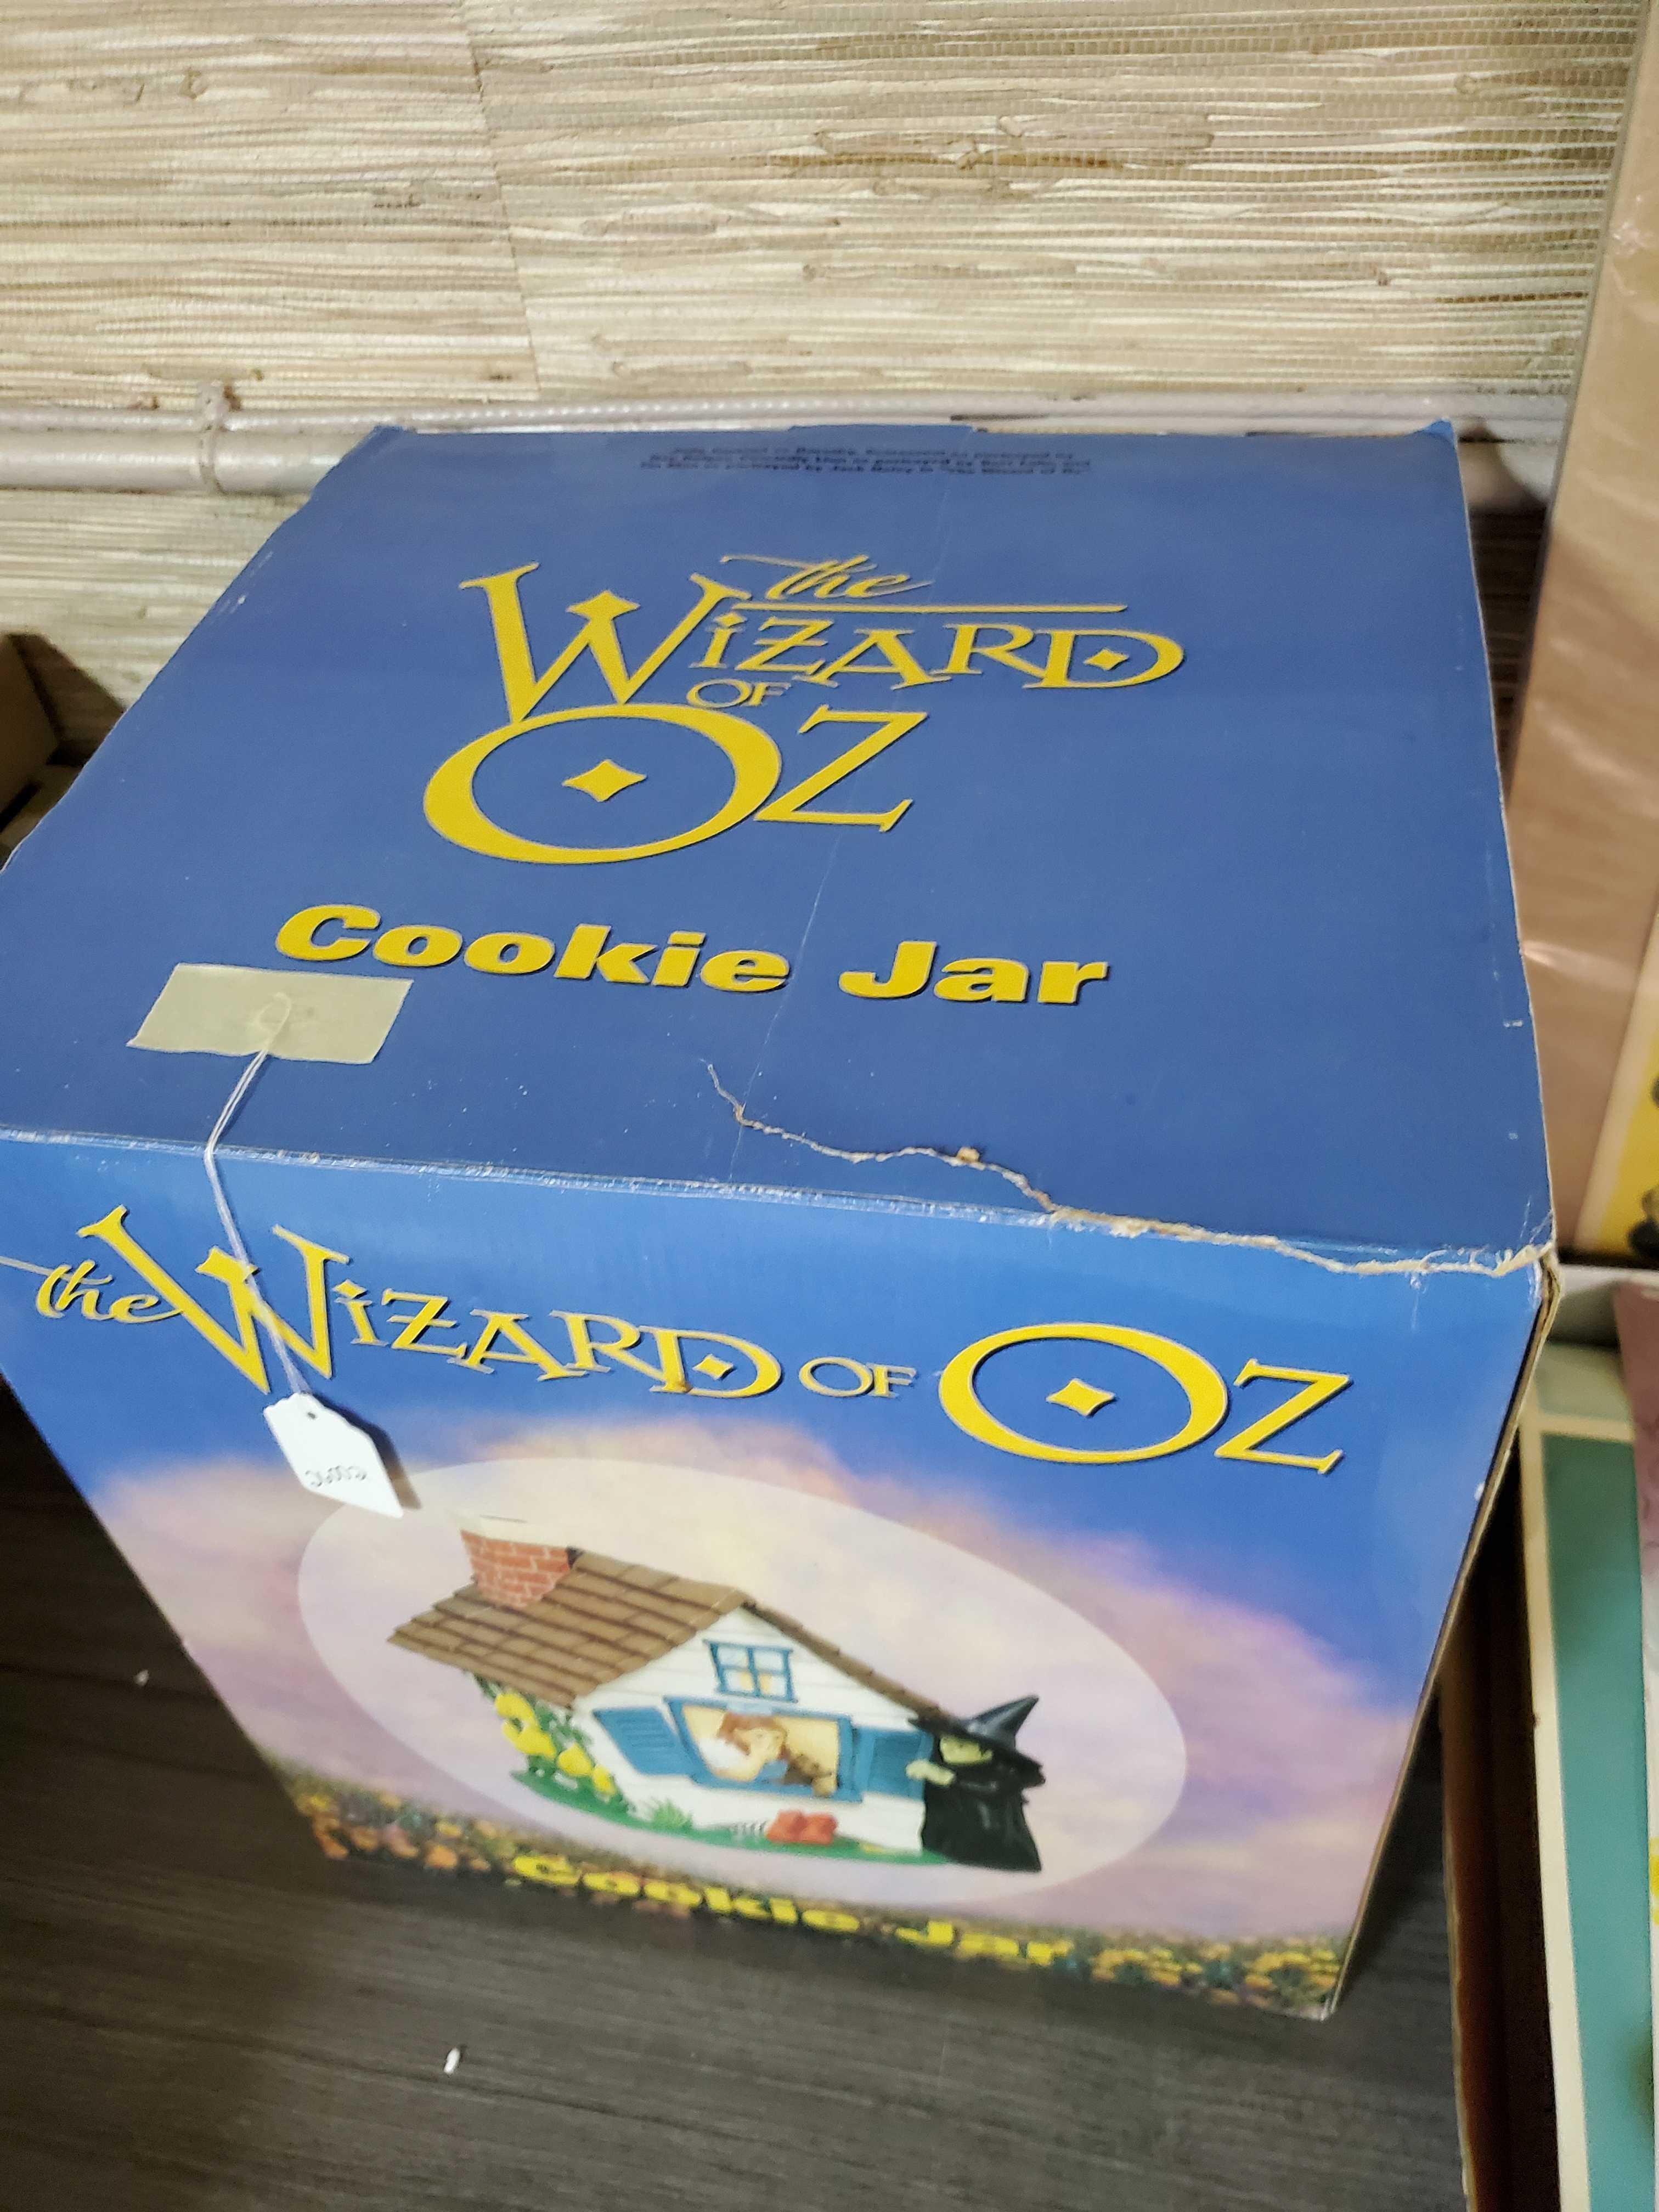 the
WIZARD
OF
OZ
Cookie Jar
the WIZARD OF OZ
Cookie Jar